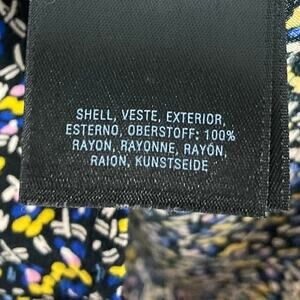 SHELL, VESTE, EXTERIOR,
ESTERNO, OBERSTOFF: 100%
RAYON, RAYONNE, RAYÓN,
RAION, KUNSTSEIDE